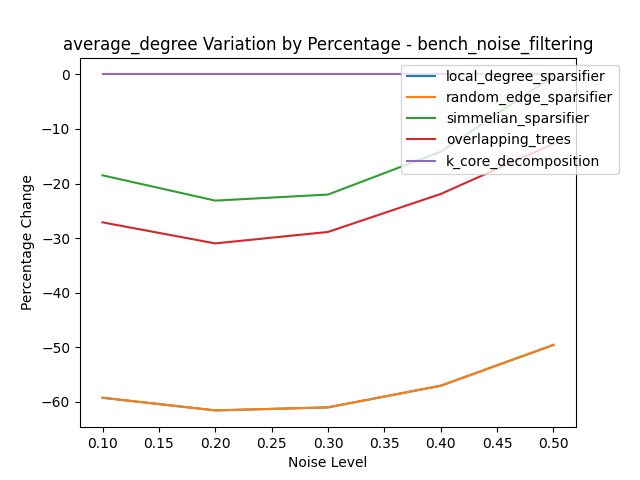 average_degree Variation by Percentage - bench_noise_filtering
0
−10
−20
−30
−40
−50
−60
Percentage Change
local_degree_sparsifier
random_edge_sparsifier
simmelian_sparsifier
overlapping_trees
k_core_decomposition
0.10 0.15 0.20 0.25 0.30 0.35 0.40 0.45 0.50
Noise Level